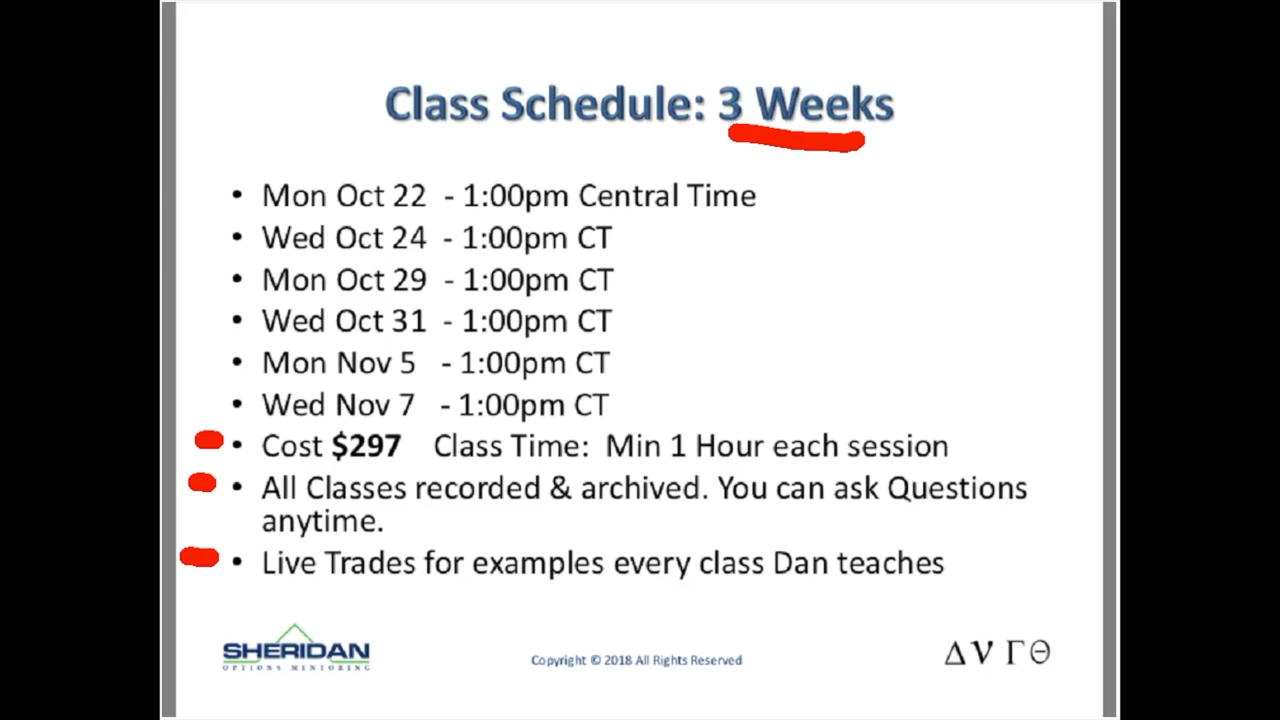 Class Schedule: 3 Weeks
• Mon Oct 22 - 1:00pm Central Time
• Wed Oct 24 - 1:00pm CT
• Mon Oct 29 - 1:00pm CT
• Wed Oct 31 - 1:00pm CT
• Mon Nov 5 - 1:00pm CT
• Wed Nov 7 - 1:00pm CT
• Cost $297 Class Time: Min 1 Hour each session
• All Classes recorded & archived. You can ask Questions
anytime.
• Live Trades for examples every class Dan teaches
SHERIDAN
OPTIONS MENTORING
Copyright © 2018 All Rights Reserved
Δ ν Γ Θ